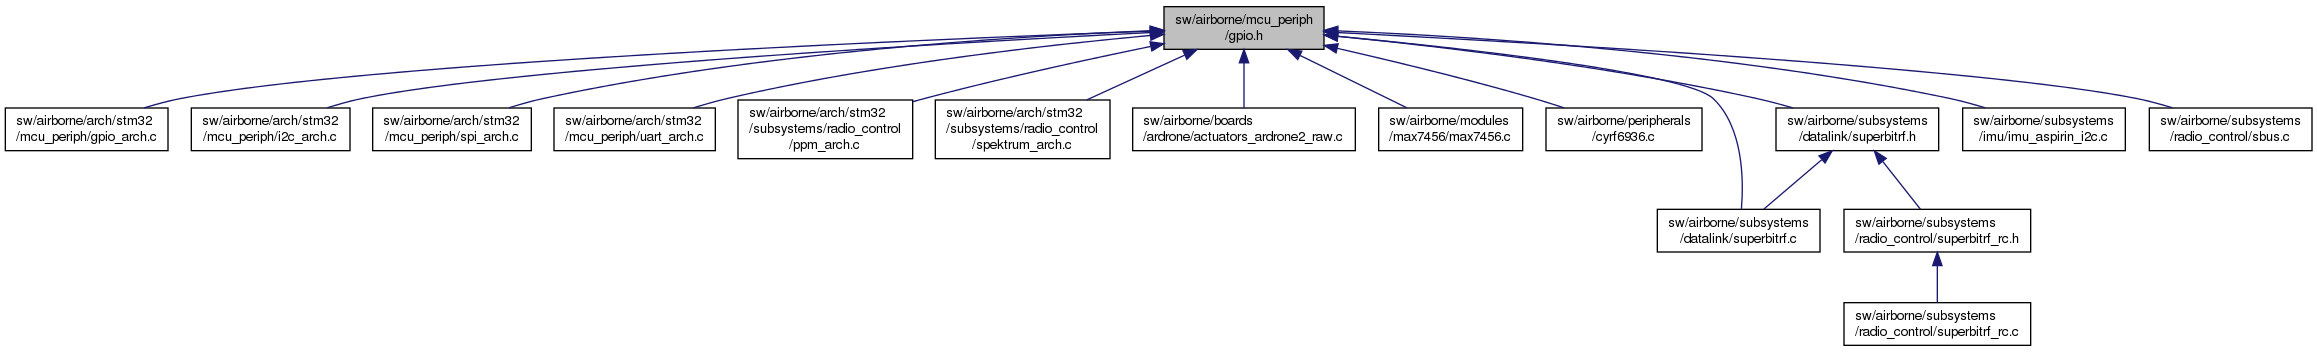 sw/airborne/mcu_periph
/gpio.h
sw/airborne/arch/stm32
/mcu_periph/gpio_arch.c
sw/airborne/arch/stm32
/mcu_periph/i2c_arch.c
sw/airborne/arch/stm32
/mcu_periph/spi_arch.c
sw/airborne/arch/stm32
/mcu_periph/uart_arch.c
sw/airborne/arch/stm32
/subsystems/radio_control
/ppm_arch.c
sw/airborne/arch/stm32
/subsystems/radio_control
/spektrum_arch.c
sw/airborne/boards
/ardrone/actuators_ardrone2_raw.c
sw/airborne/modules
/max7456/max7456.c
sw/airborne/peripherals
/cyrf6936.c
sw/airborne/subsystems
/datalink/superbitrf.h
sw/airborne/subsystems
/imu/imu_aspirin_i2c.c
sw/airborne/subsystems
/radio_control/sbus.c
sw/airborne/subsystems
/datalink/superbitrf.c
sw/airborne/subsystems
/radio_control/superbitrf_rc.h
sw/airborne/subsystems
/radio_control/superbitrf_rc.c